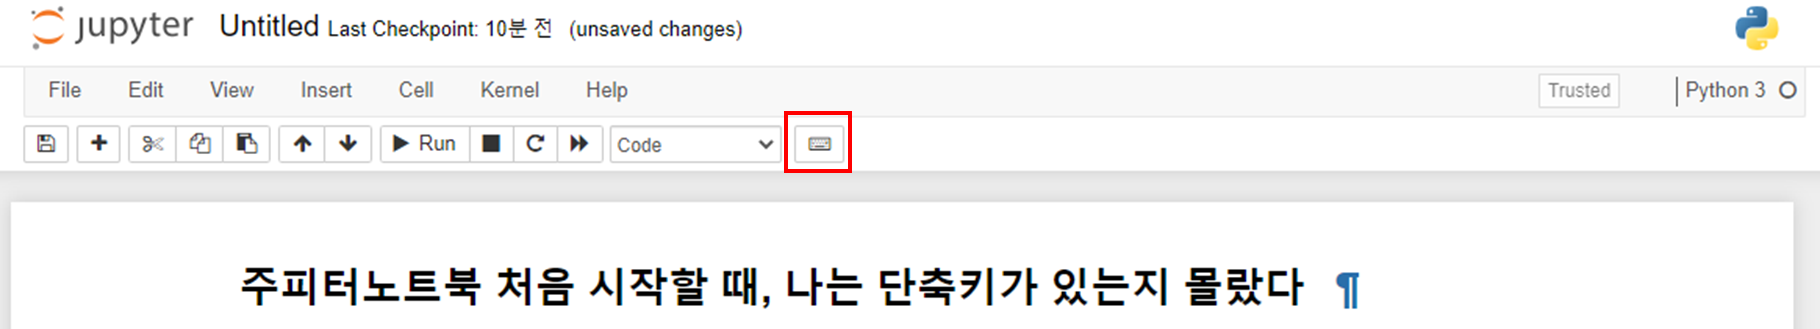 jupyter Untitled Last Checkpoint: 10분 전 (unsaved changes)
File Edit View Insert Cell Kernel Help Trusted Python 3
Run Code
주피터노트북 처음 시작할 때, 나는 단축키가 있는지 몰랐다 ¶